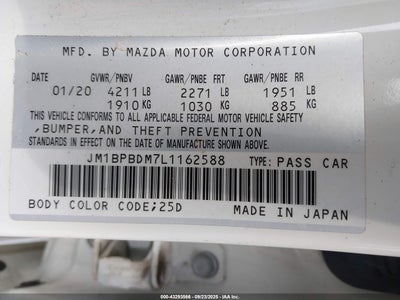 MFD. BY MAZDA MOTOR CORPORATION
DATE GVWR/PNBV GAWR/PNBE FRT GAWR/PNBE RR
01/20 4211 LB 2271 LB 1951 LB
1910 KG 1030 KG 885 KG
THIS VEHICLE CONFORMS TO ALL APPLICABLE FEDERAL MOTOR VEHICLE SAFETY
,BUMPER,AND THEFT PREVENTION
STANDARDS IN EFFECT ON THE DATE OF MANUFACTURE SHOWN ABOVE.
JM1BPBDM7L1162588 TYPE: PASS CAR
BODY COLOR CODE;25D MADE IN JAPAN
000-43293566 - 09/23/2025 - IAA Inc.